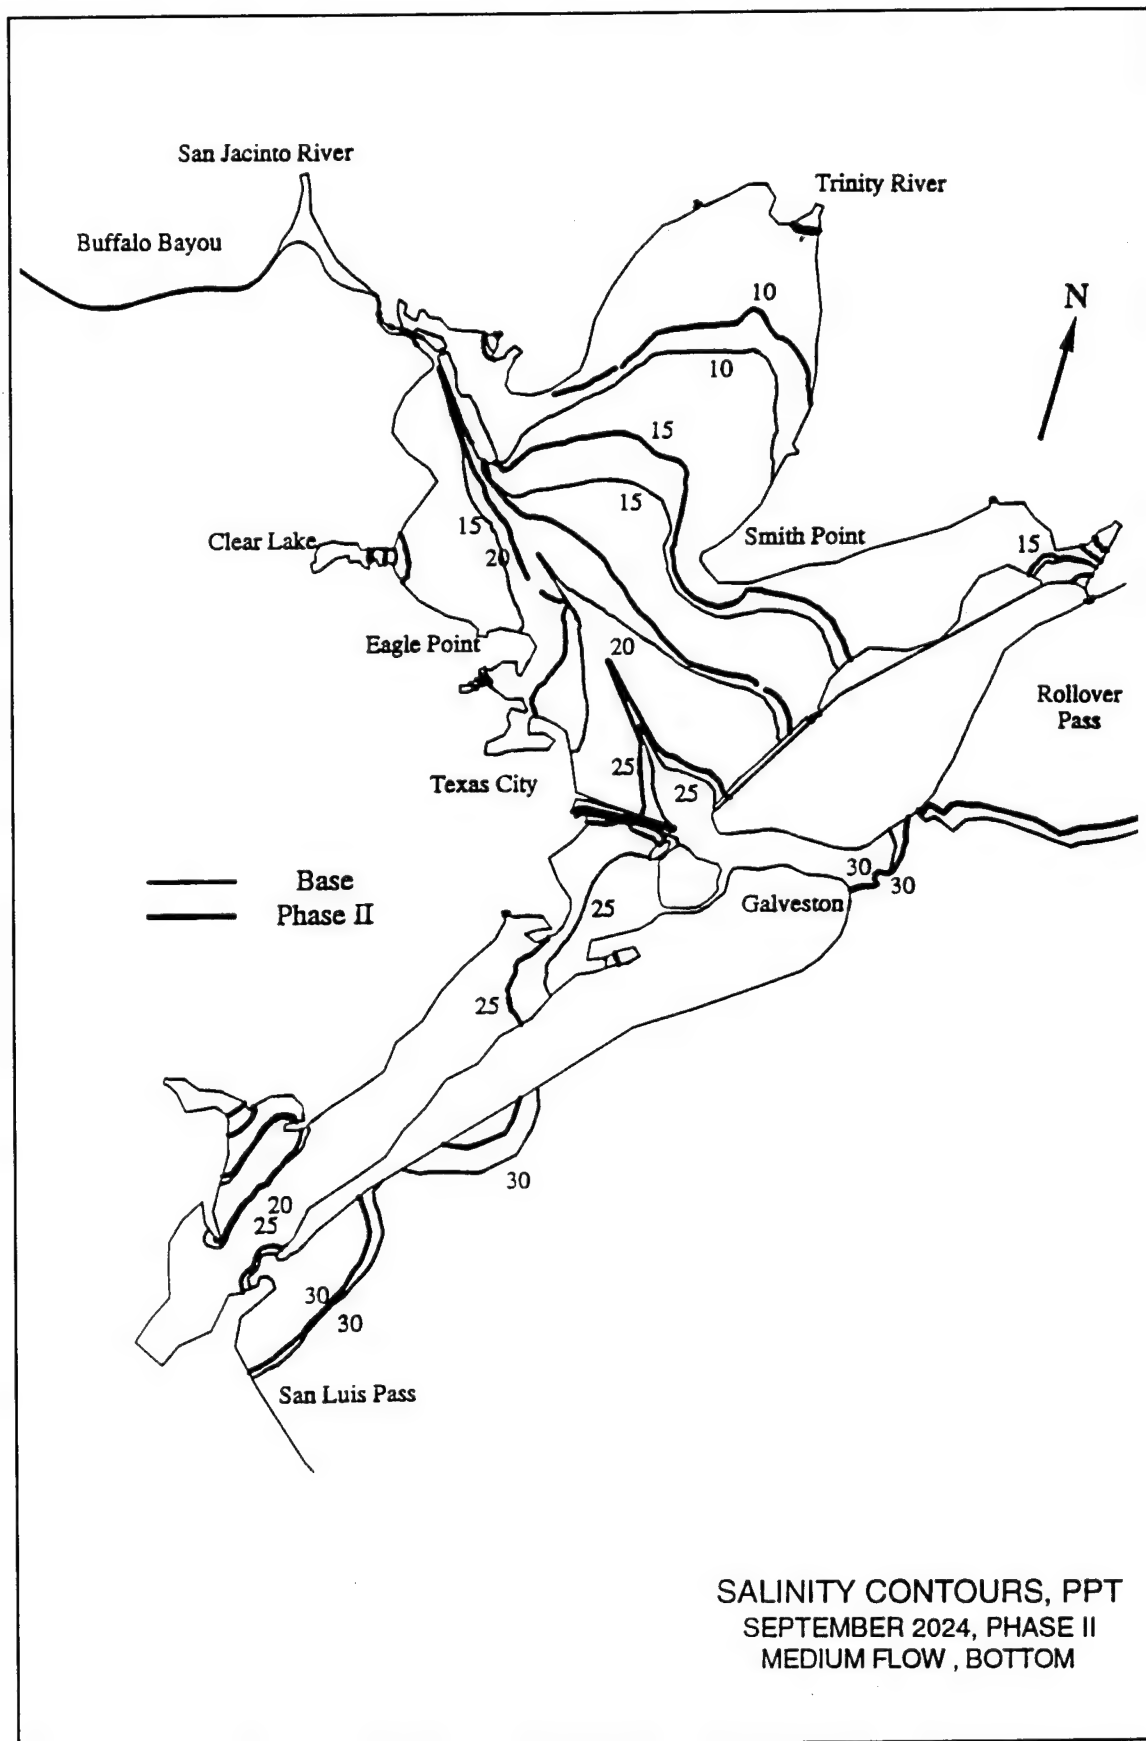 San Jacinto River
Trinity River
Buffalo Bayou
10
N
10
15
15
15
Clear Lake
20
Smith Point
15
Eagle Point
20
Rollover
Pass
25
Texas City
25
30
Base
30
Phase II
25
Galveston
25
30
20
25
30
30
San Luis Pass
SALINITY CONTOURS, PPT
SEPTEMBER 2024, PHASE II
MEDIUM FLOW , BOTTOM